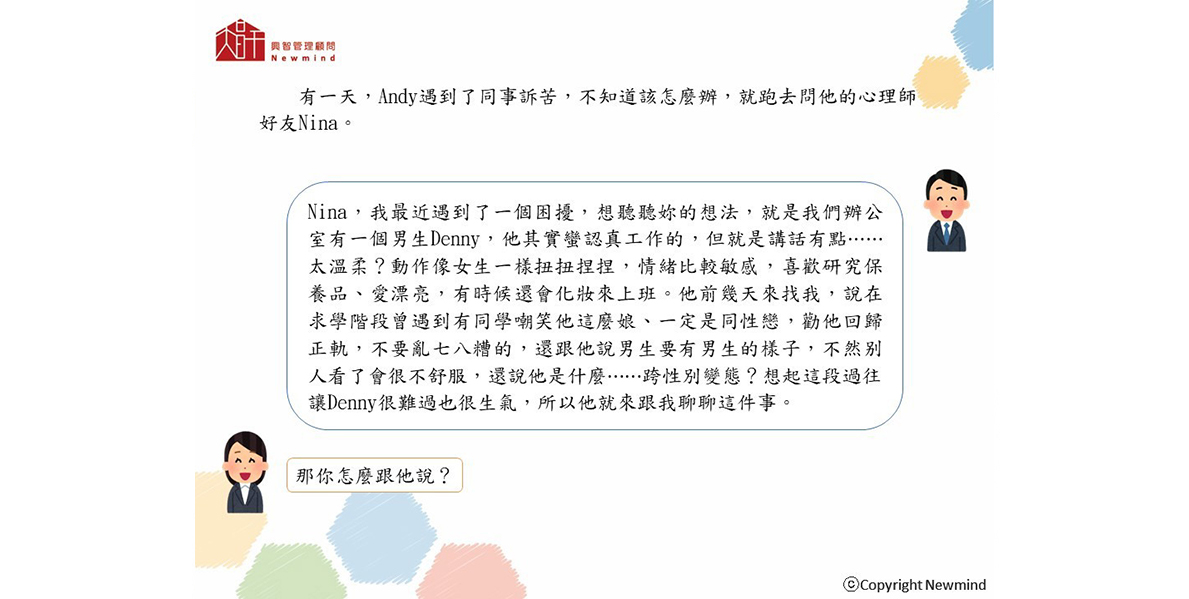 興智管理顧問
Newmind
有一天，Andy遇到了同事訴苦，不知道該怎麼辦，就跑去問他的心理師
好友Nina。
Nina，我最近遇到了一個困擾，想聽聽妳的想法，就是我們辦公
室有一個男生Denny，他其實蠻認真工作的，但就是講話有點……
太溫柔？動作像女生一樣扭扭捏捏，情緒比較敏感，喜歡研究保
養品、愛漂亮，有時候還會化妝來上班。他前幾天來找我，說在
求學階段曾遇到有同學嘲笑他這麼娘、一定是同性戀，勸他回歸
正軌，不要亂七八糟的，還跟他說男生要有男生的樣子，不然別
人看了會很不舒服，還說他是什麼……跨性別變態？想起這段過往
讓Denny很難過也很生氣，所以他就來跟我聊聊這件事。
那你怎麼跟他說？
ⓒCopyright Newmind